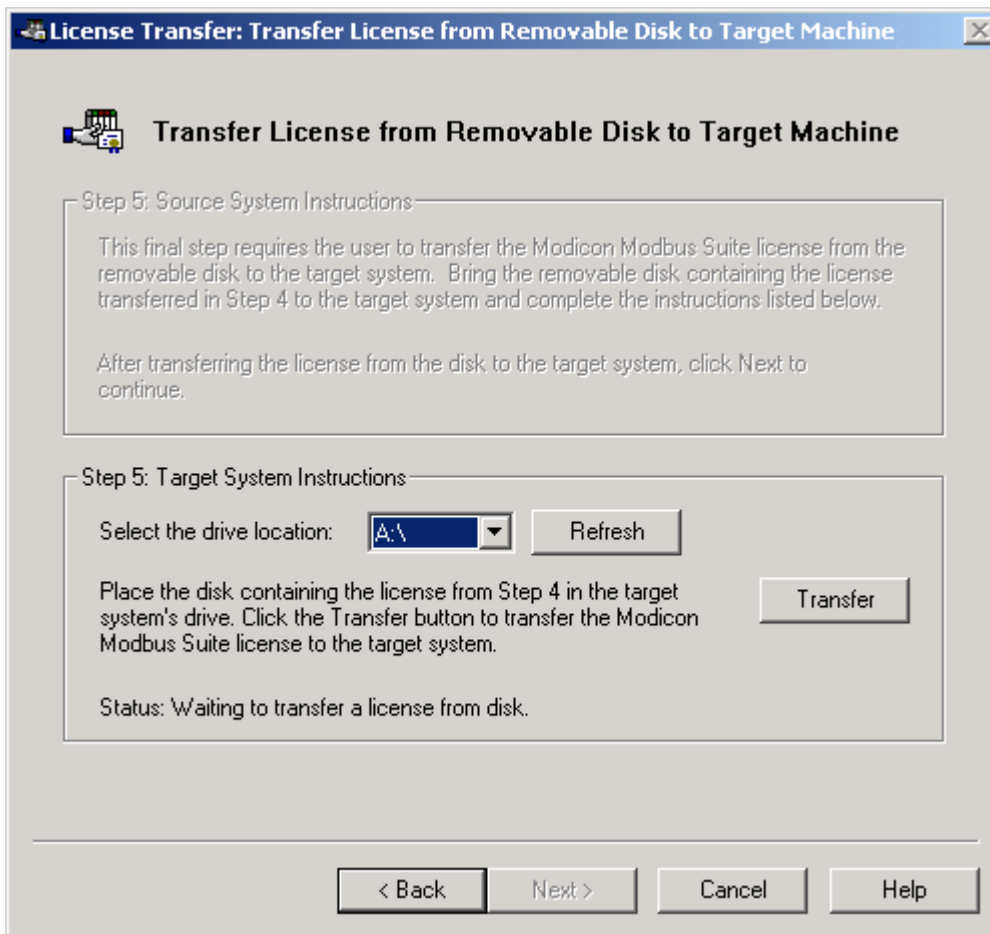 License Transfer: Transfer License from Removable Disk to Target Machine
Transfer License from Removable Disk to Target Machine
Step 5: Source System Instructions
This final step requires the user to transfer the Modicon Modbus Suite license from the
removable disk to the target system.  Bring the removable disk containing the license
transferred in Step 4 to the target system and complete the instructions listed below.
After transferring the license from the disk to the target system, click Next to
continue.
Step 5: Target System Instructions
Select the drive location: A:\ Refresh
Place the disk containing the license from Step 4 in the target
system's drive. Click the Transfer button to transfer the Modicon
Modbus Suite license to the target system.
Transfer
Status: Waiting to transfer a license from disk.
< Back Next > Cancel Help